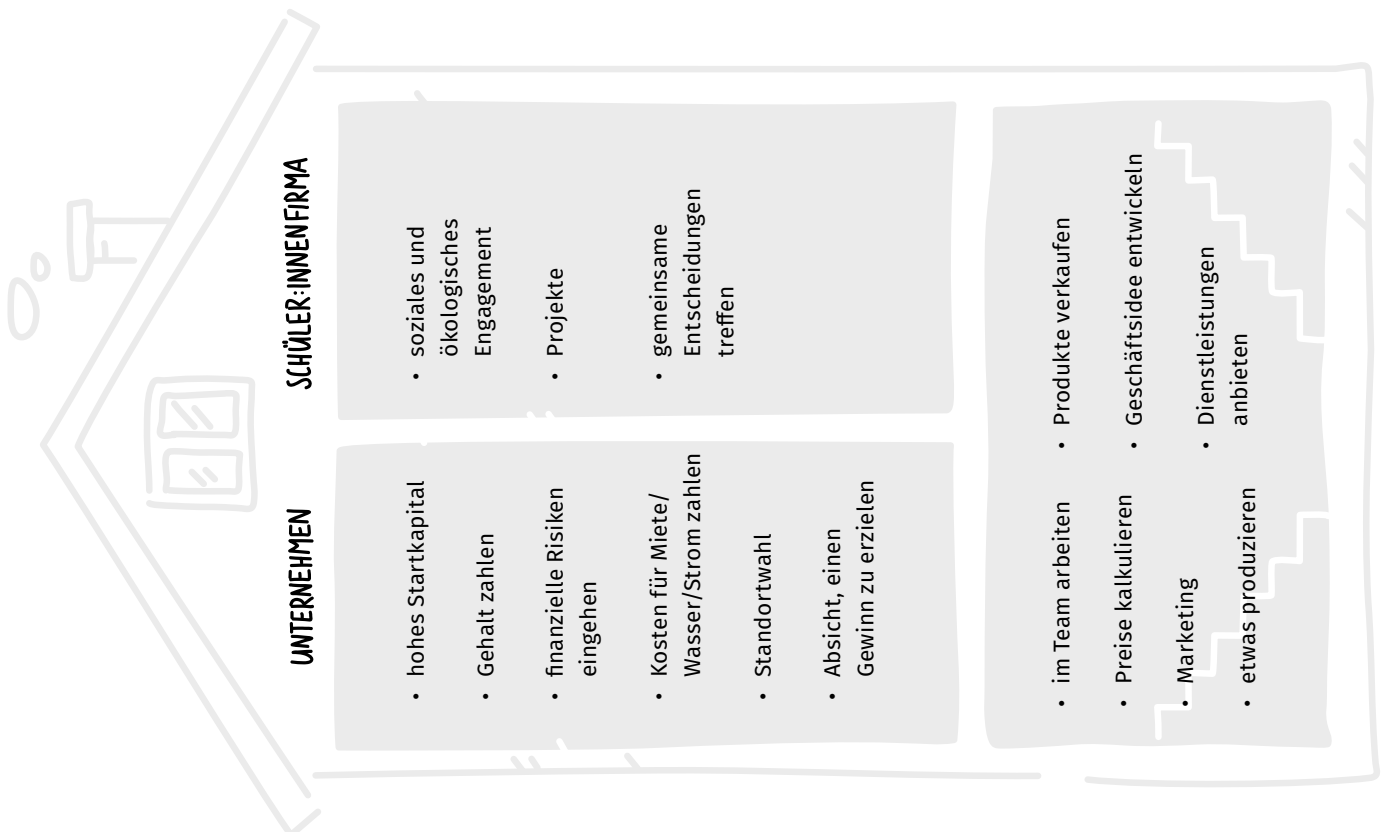 UNTERNEHMEN
• hohes Startkapital
• Gehalt zahlen
• finanzielle Risiken
eingehen
• Kosten für Miete/
Wasser/Strom zahlen
• Standortwahl
• Absicht, einen
Gewinn zu erzielen
SCHÜLER:INNENFIRMA
• soziales und
ökologisches
Engagement
• Projekte
• gemeinsame
Entscheidungen
treffen
• im Team arbeiten
• Preise kalkulieren
• Marketing
• etwas produzieren
• Produkte verkaufen
• Geschäftsidee entwickeln
• Dienstleistungen
anbieten